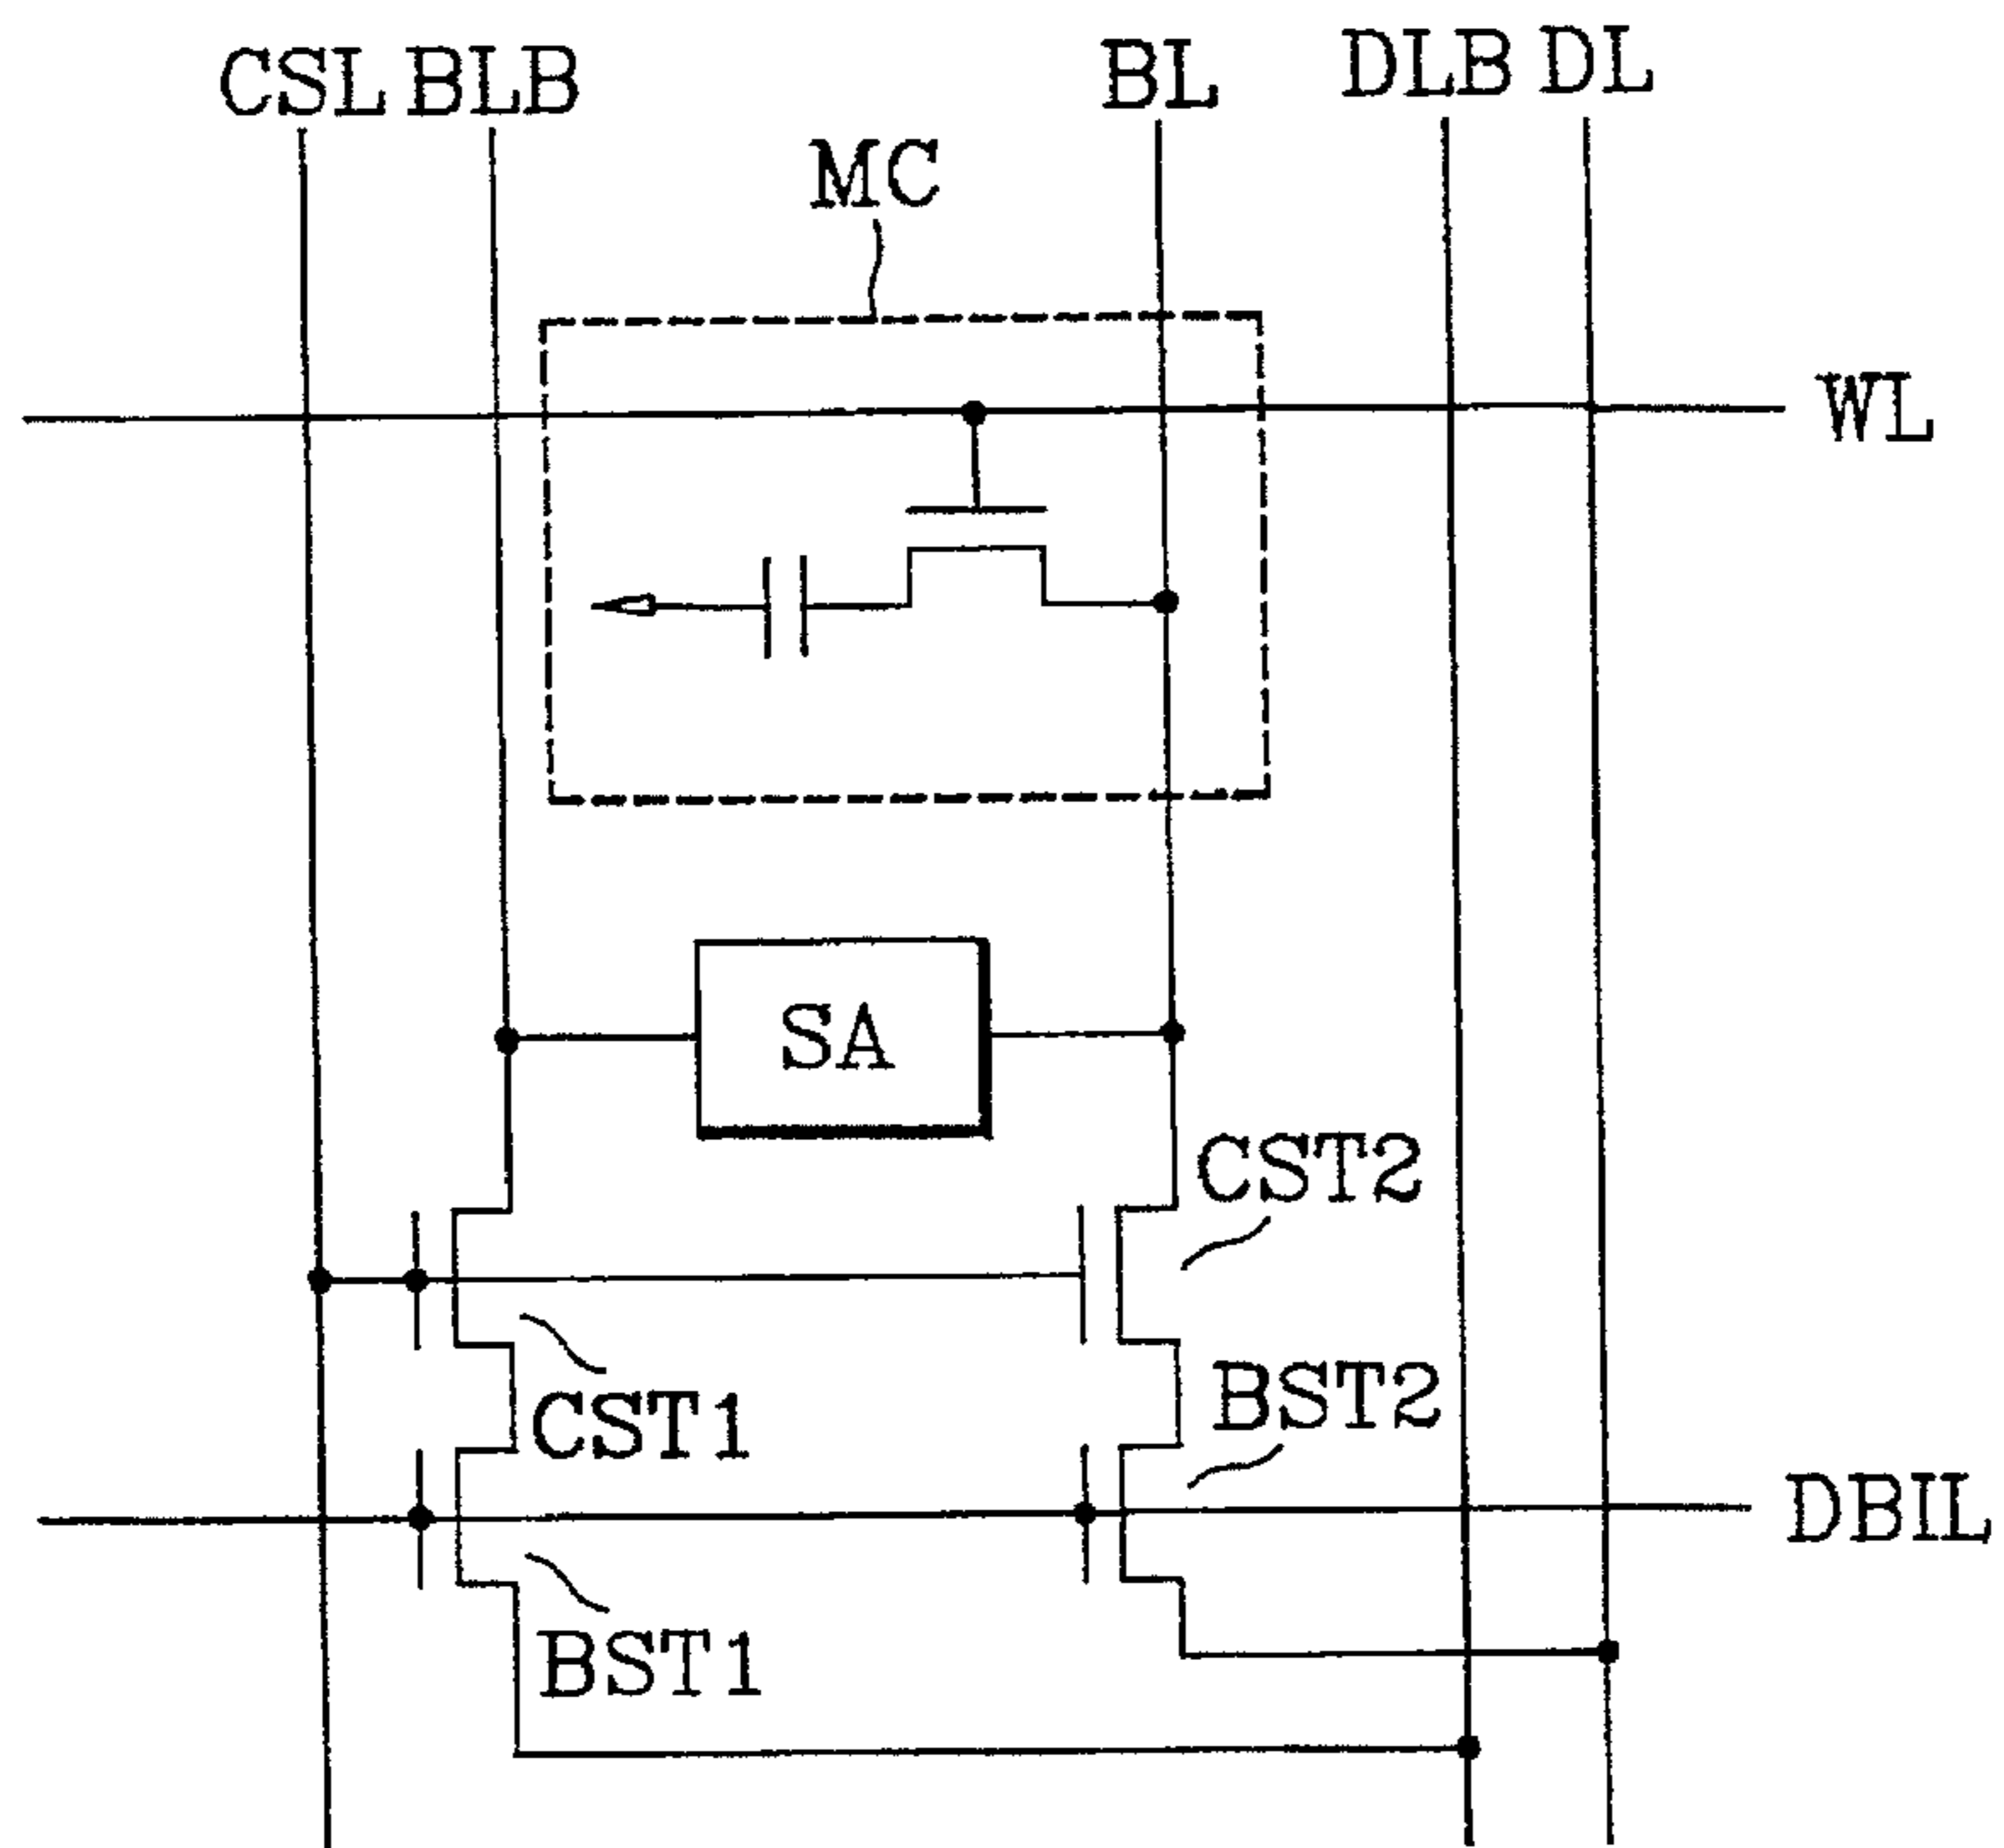 CSL BLB BL DLB DL
MC
WL
SA
CST2
CST1
BST2
DBIL
BST1